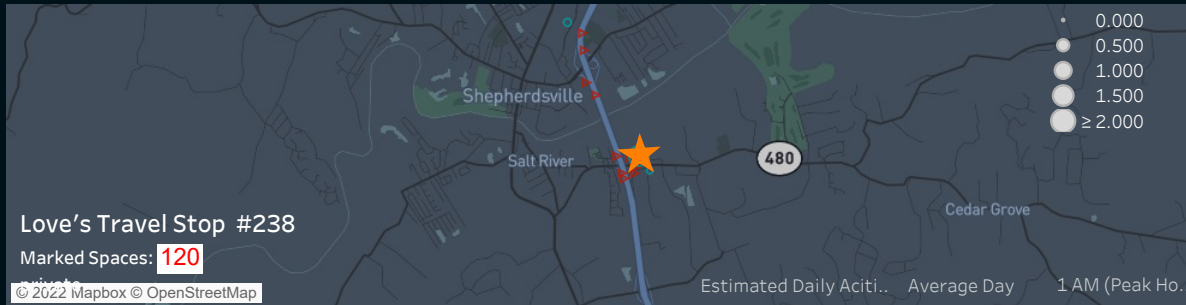 0.000
0.500
1.000
1.500
≥ 2.000
Shepherdsville
Salt River
480
Cedar Grove
Love's Travel Stop #238
Marked Spaces: 120
private
© 2022 Mapbox © OpenStreetMap
Estimated Daily Aciti.. Average Day 1 AM (Peak Ho..